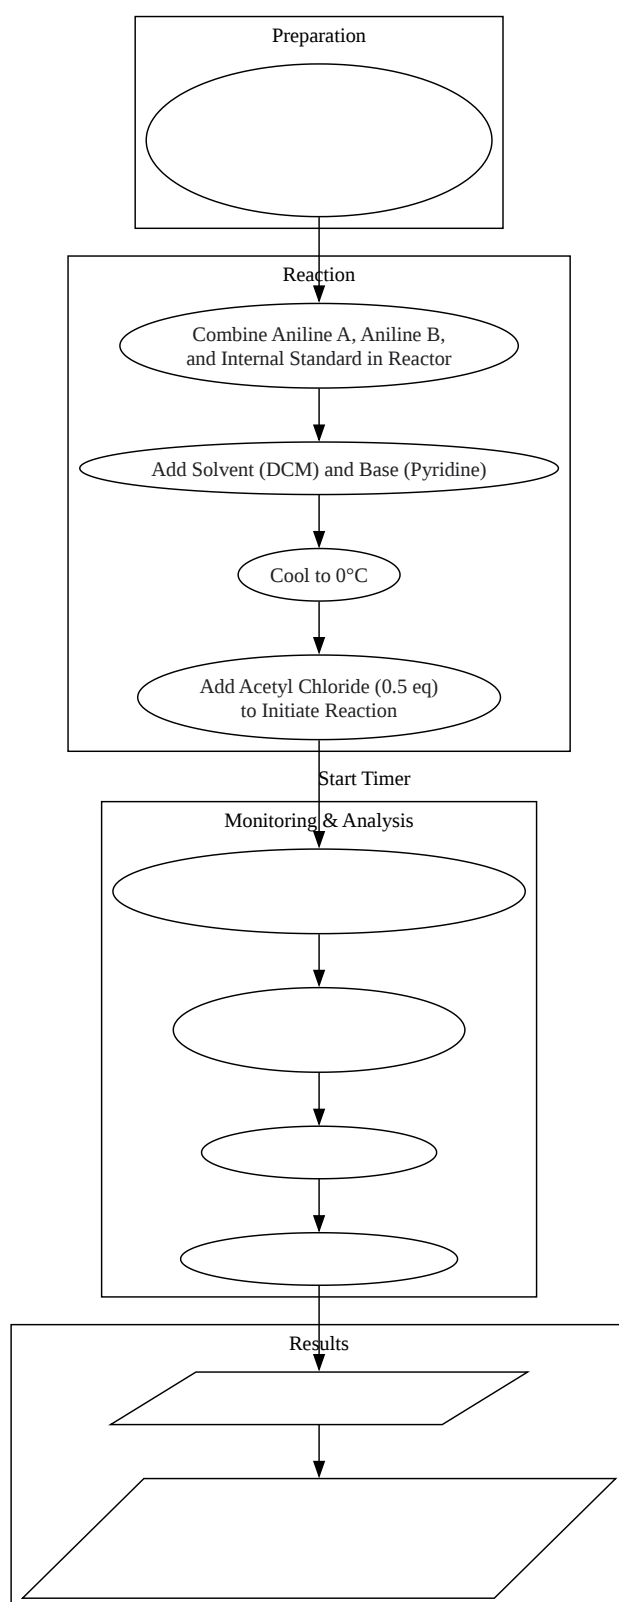 Preparation
Reaction
Combine Aniline A, Aniline B,
and Internal Standard in Reactor
Add Solvent (DCM) and Base (Pyridine)
Cool to 0°C
Add Acetyl Chloride (0.5 eq)
to Initiate Reaction
Start Timer
Monitoring & Analysis
Results